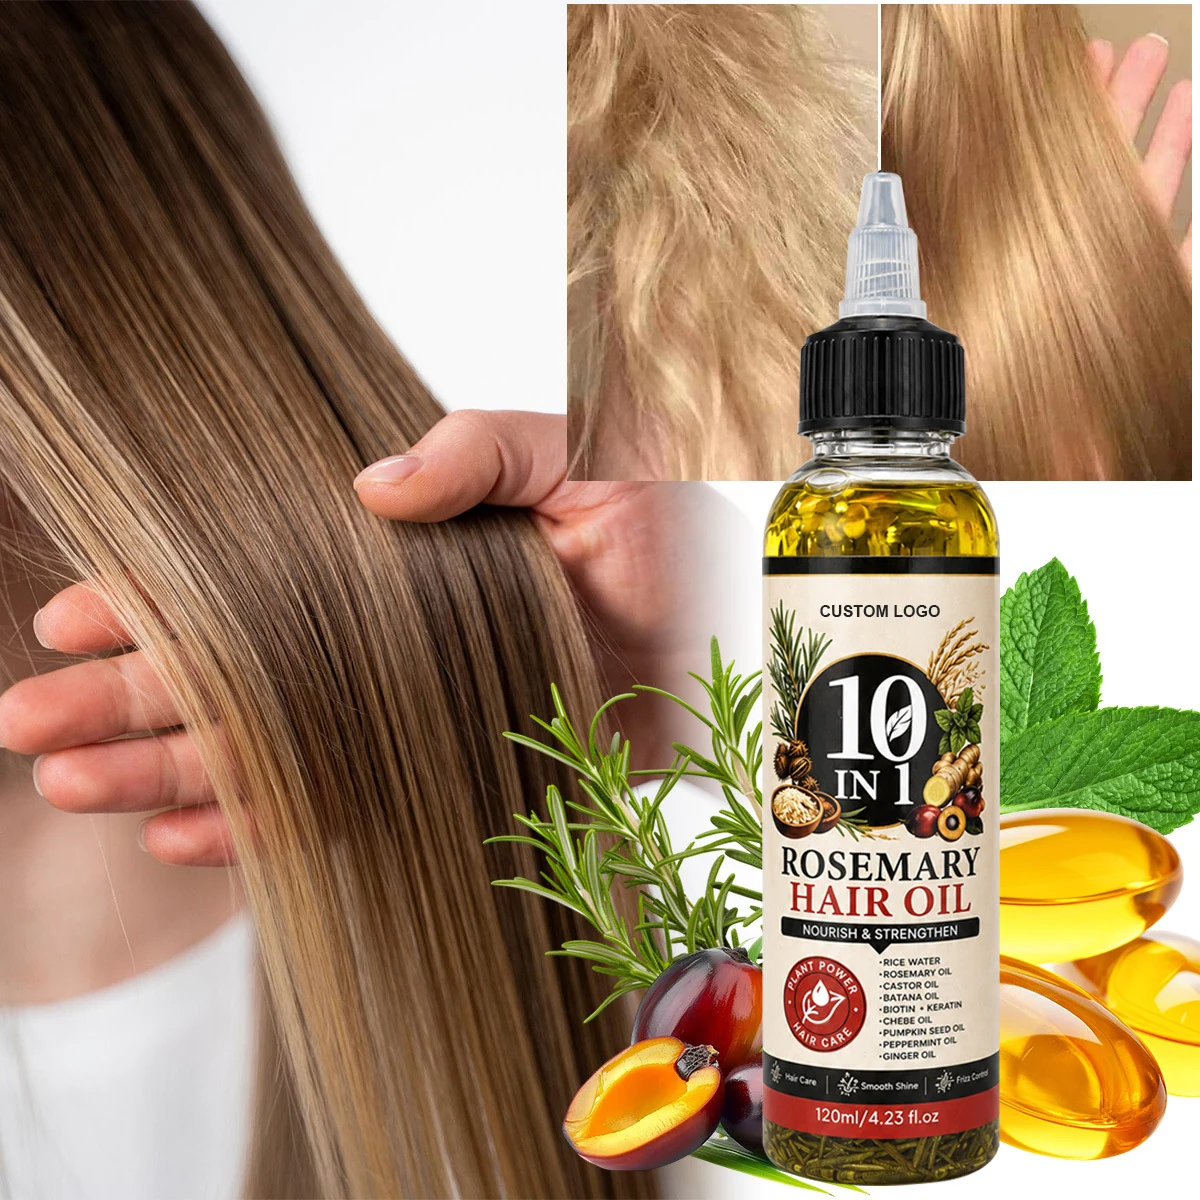 CUSTOM LOGO
10
IN 1
ROSEMARY
HAIR OIL
NOURISH & STRENGTHEN
PLANT POWER
HAIR CARE
• RICE WATER
• ROSEMARY OIL
• CASTOR OIL
• BATANA OIL
• BIOTIN + KERATIN
• CHEBE OIL
• PUMPKIN SEED OIL
• PEPPERMINT OIL
• GINGER OIL
Hair Care | Smooth Shine | Frizz Control
120ml/4.23 fl.oz